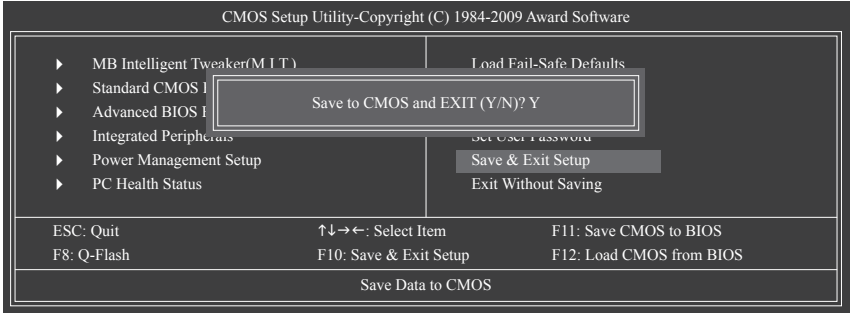 CMOS Setup Utility-Copyright (C) 1984-2009 Award Software
MB Intelligent Tweaker(M.I.T.)
Load Fail-Safe Defaults
Standard CMOS
Advanced BIOS
Save to CMOS and EXIT (Y/N)? Y
Integrated Peripherals
Set User Password
Power Management Setup
Save & Exit Setup
PC Health Status
Exit Without Saving
ESC: Quit
↑↓→←: Select Item
F11: Save CMOS to BIOS
F8: Q-Flash
F10: Save & Exit Setup
F12: Load CMOS from BIOS
Save Data to CMOS